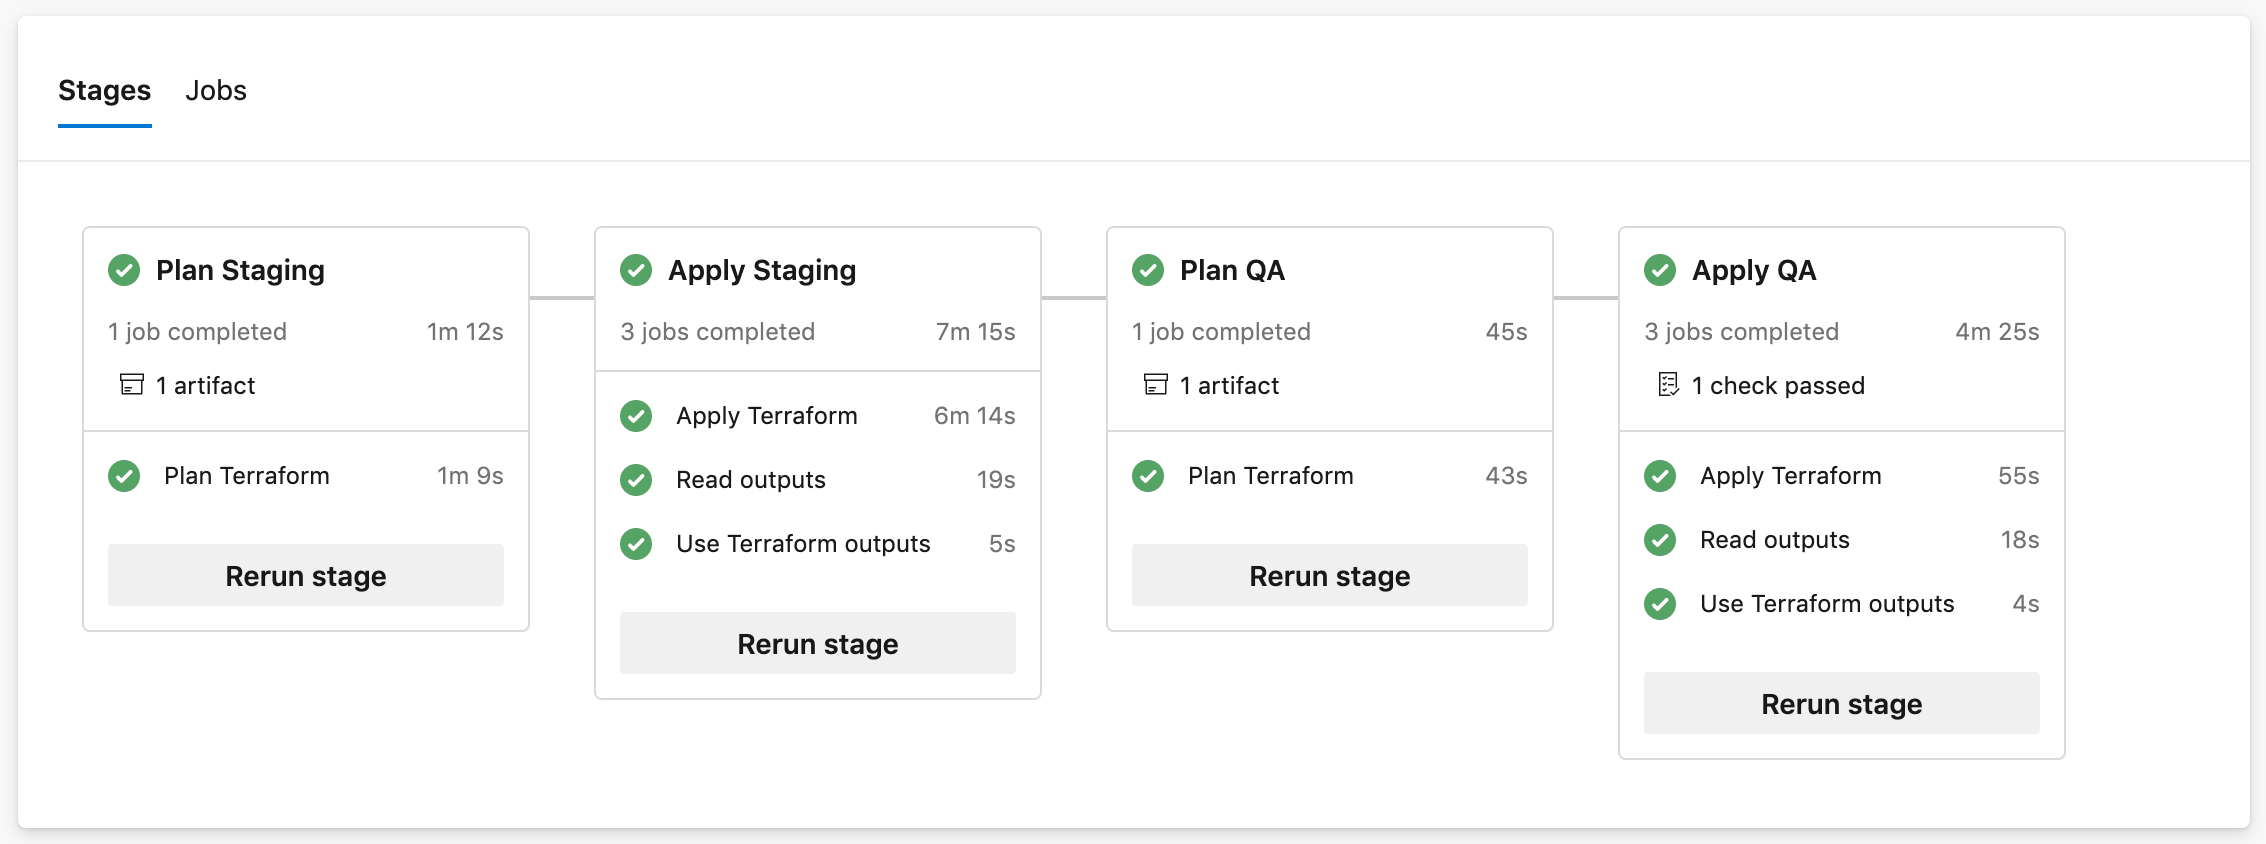 Stages Jobs
Plan Staging
1 job completed 1m 12s
1 artifact
Plan Terraform 1m 9s
Rerun stage
Apply Staging
3 jobs completed 7m 15s
Apply Terraform 6m 14s
Read outputs 19s
Use Terraform outputs 5s
Rerun stage
Plan QA
1 job completed 45s
1 artifact
Plan Terraform 43s
Rerun stage
Apply QA
3 jobs completed 4m 25s
1 check passed
Apply Terraform 55s
Read outputs 18s
Use Terraform outputs 4s
Rerun stage